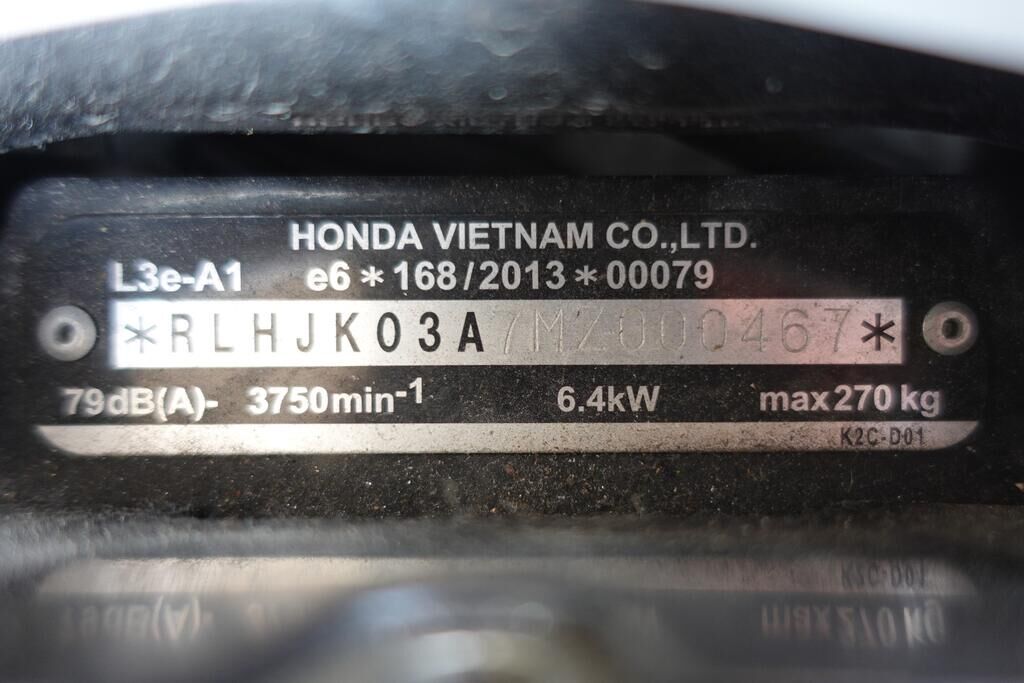 HONDA VIETNAM CO.,LTD.
L3e-A1 e6*168/2013*00079
*RLHJK03A7MZ000467*
79dB(A)- 3750min-1 6.4kW max270 kg
K2C-D01